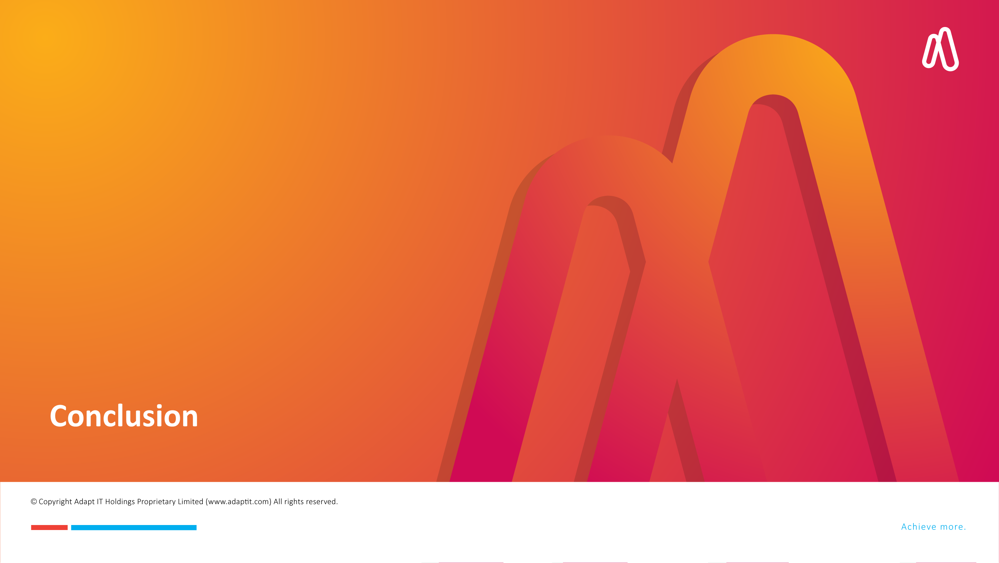 Conclusion
© Copyright Adapt IT Holdings Proprietary Limited (www.adaptit.com) All rights reserved.
Achieve more.